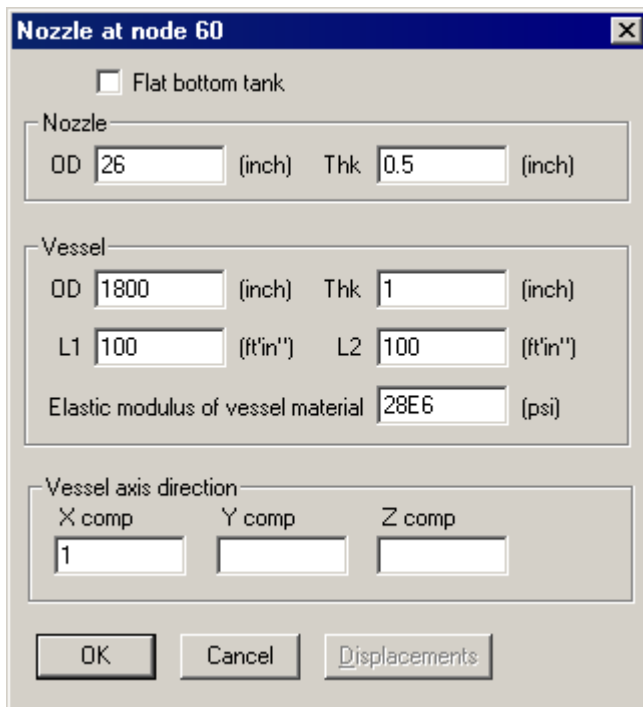 Nozzle at node 60
Flat bottom tank
Nozzle
OD 26 (inch) Thk 0.5 (inch)
Vessel
OD 1800 (inch) Thk 1 (inch)
L1 100 (ft'in'') L2 100 (ft'in'')
Elastic modulus of vessel material 28E6 (psi)
Vessel axis direction
X comp Y comp Z comp
1
OK Cancel Displacements